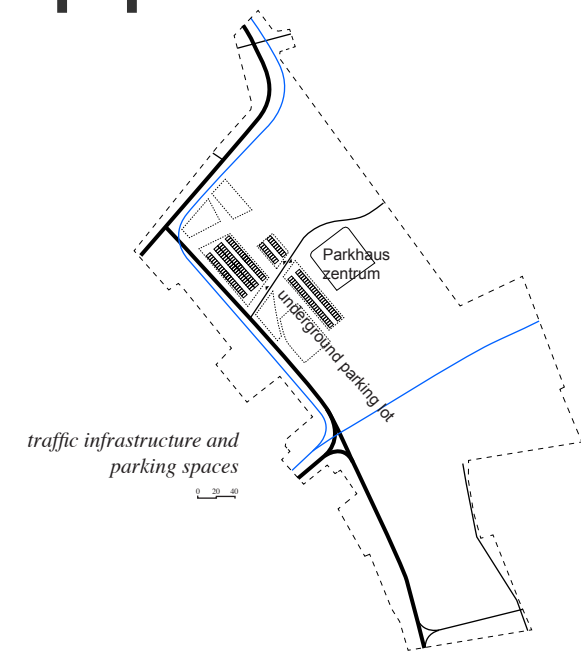 Parkhaus
zentrum
underground parking lot
traffic infrastructure and
parking spaces
0 20 40